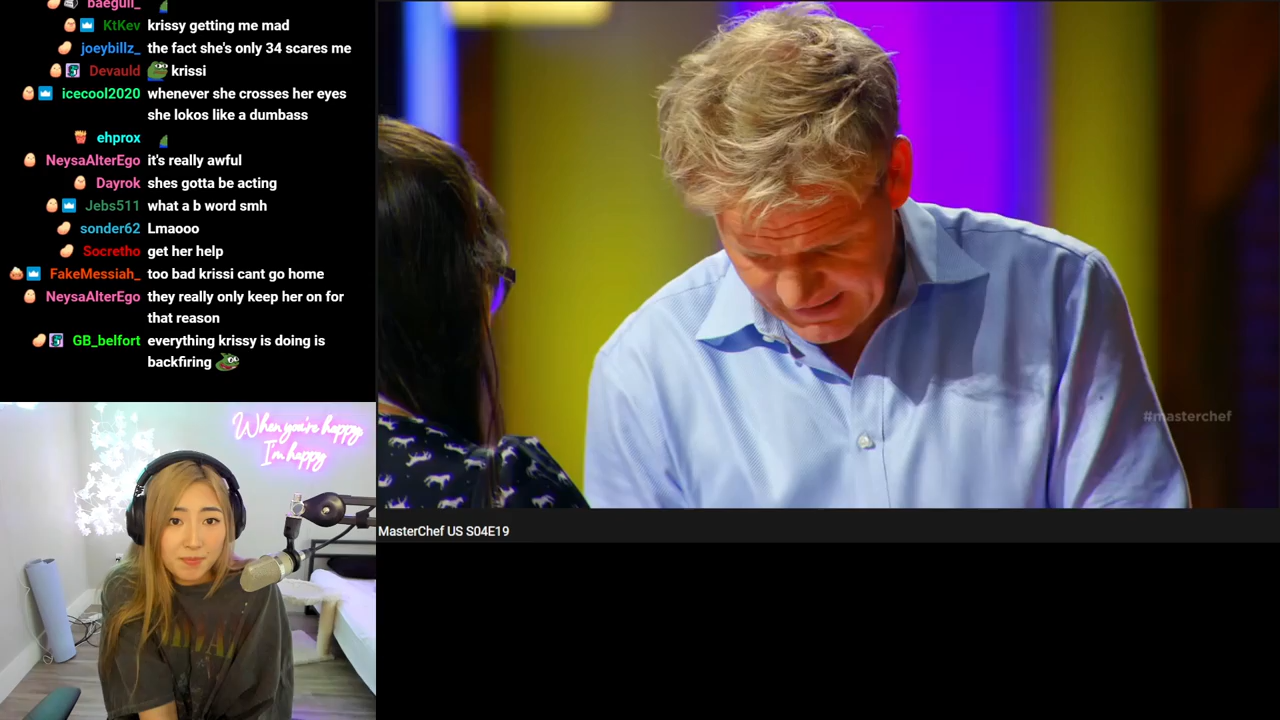 baeguli_
KtKev krissy getting me mad
joeybillz_ the fact she's only 34 scares me
Devauld krissi
icecool2020 whenever she crosses her eyes
she lokos like a dumbass
ehprox
NeysaAlterEgo it's really awful
Dayrok shes gotta be acting
Jebs511 what a b word smh
sonder62 Lmaooo
Socretho get her help
FakeMessiah_ too bad krissi cant go home
NeysaAlterEgo they really only keep her on for
that reason
GB_belfort everything krissy is doing is
backfiring
When you're happy
I'm happy
#masterchef
MasterChef US S04E19